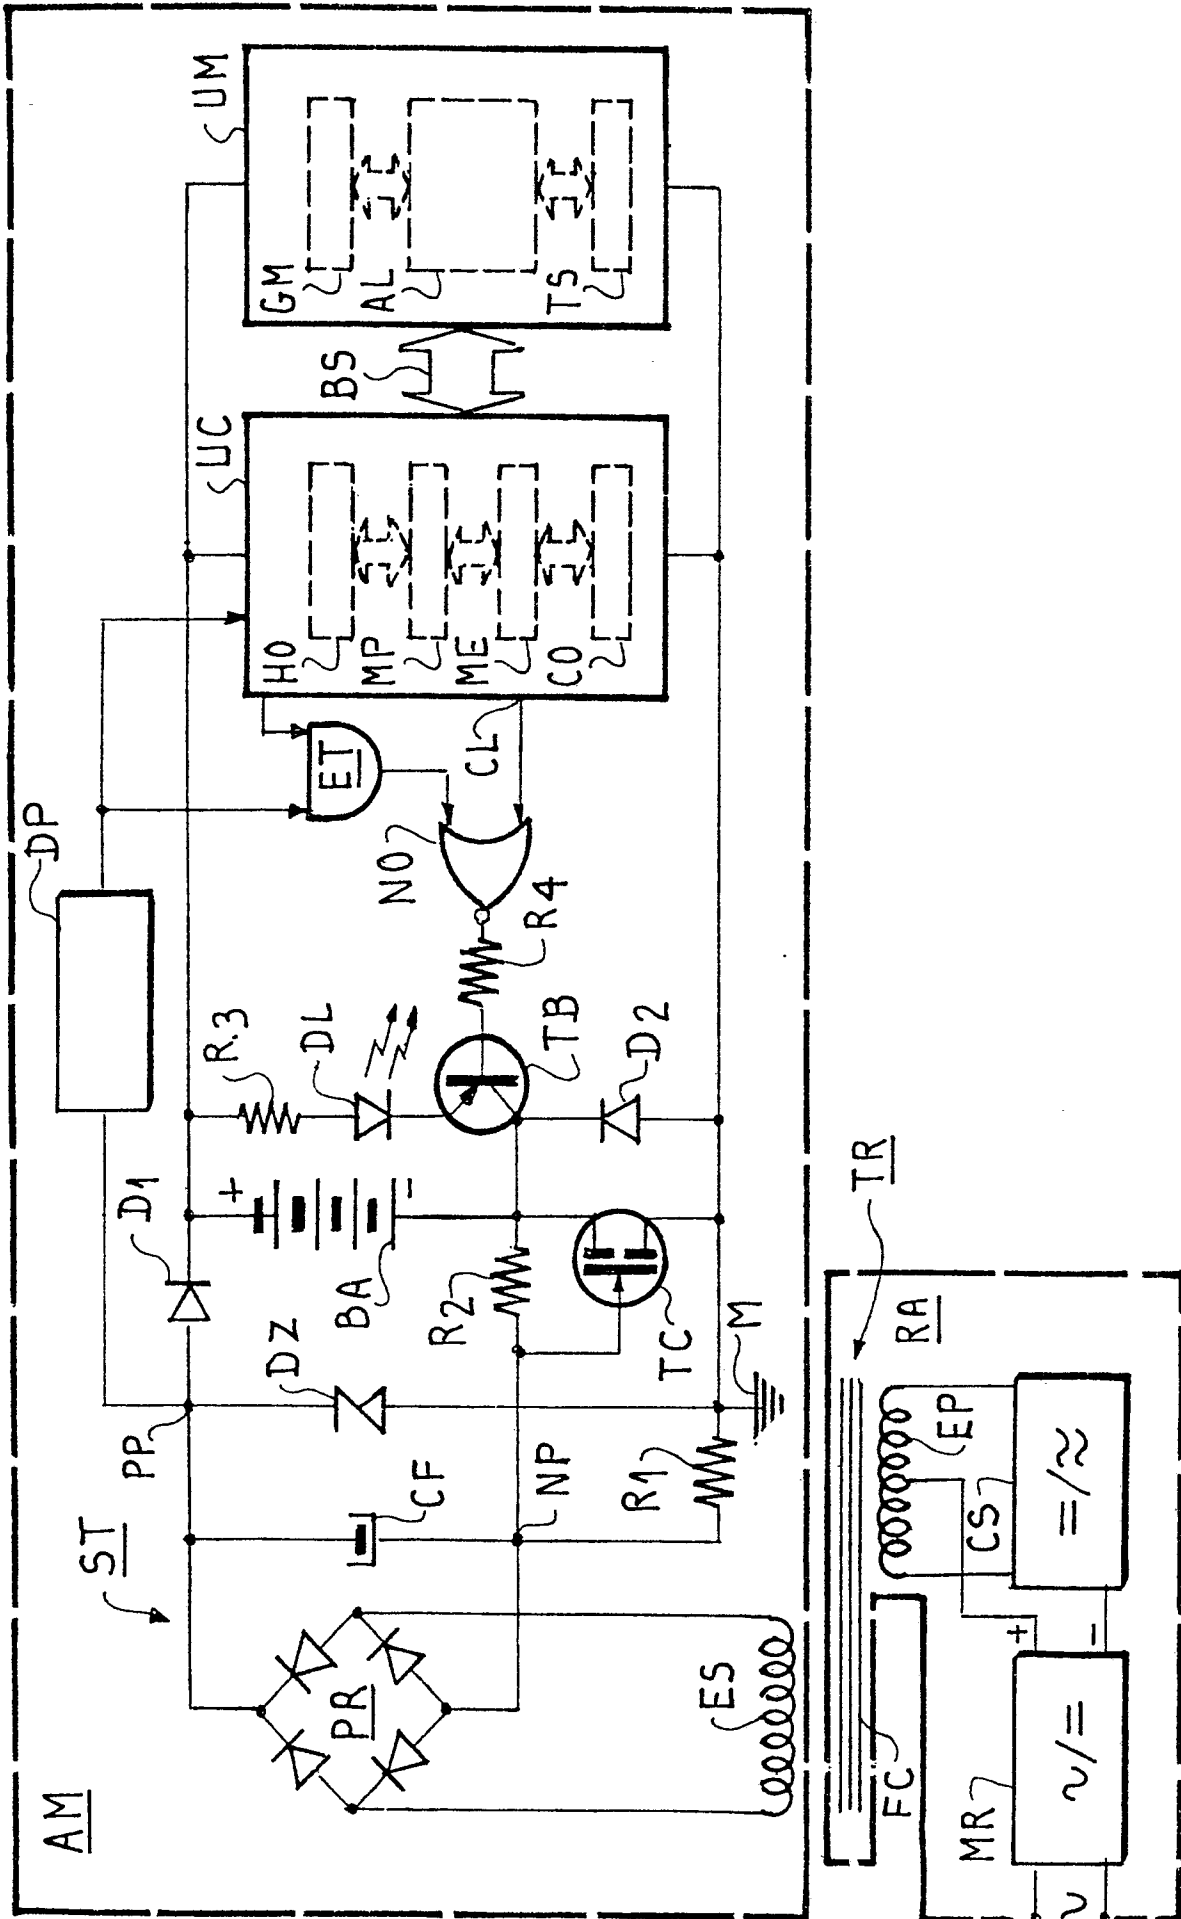 AM
ST
PR
ES
CF
PP
NP
DZ
R1
M
D1
BA
+
−
R2
TC
DP
R.3
DL
TB
D2
R4
NO
ET
CL
UC
HO
MP
ME
CO
BS
UM
GM
AL
TS
TR
RA
FC
EP
CS
=/≈
+
−
MR
~/=
~